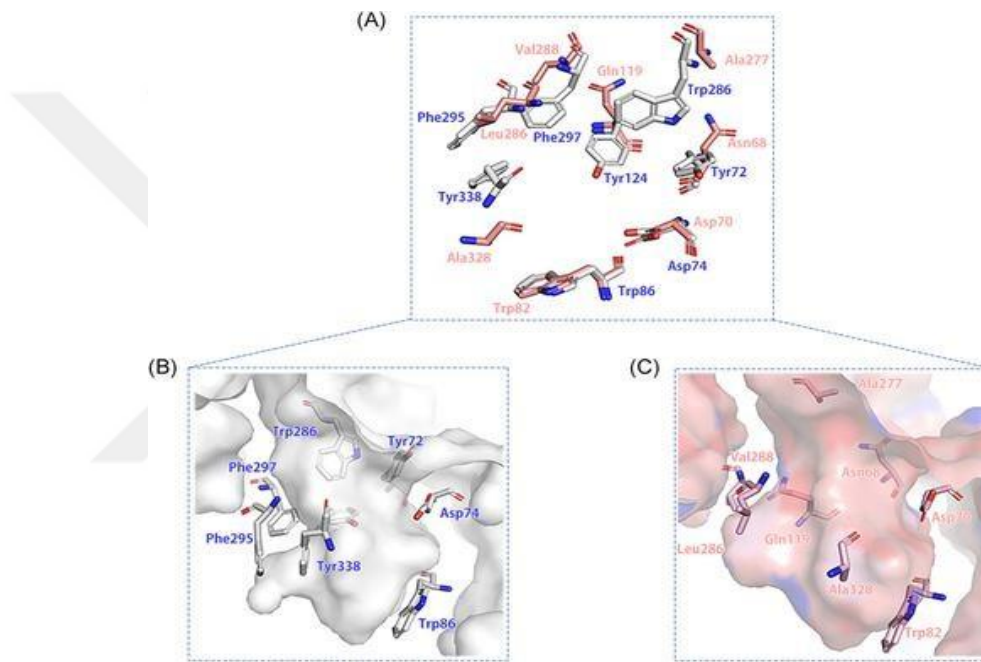 (A)
Val288
Ala277
Gln119
Trp286
Phe295
Leu286
Phe297
Asn68
Tyr124
Tyr72
Tyr338
Asp70
Ala328
Asp74
Trp86
Trp82
(B)
Trp286
Tyr72
Phe297
Asp74
Phe295
Tyr338
Trp86
(C)
Ala277
Val288
Asn68
Asp70
Leu286
Gln119
Ala328
Trp82